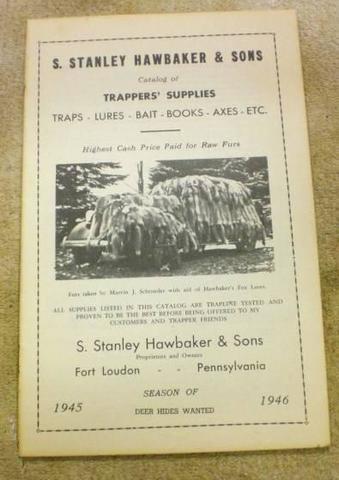 S. STANLEY HAWBAKER & SONS
Catalog of
TRAPPERS' SUPPLIES
TRAPS - LURES - BAIT - BOOKS - AXES - ETC.
Highest Cash Price Paid for Raw Furs
Furs taken by Marvin J. Schroeder with aid of Hawbaker's Fox Lures.
ALL SUPPLIES LISTED IN THIS CATALOG ARE TRAPLINE TESTED AND
PROVEN TO BE THE BEST BEFORE BEING OFFERED TO MY
CUSTOMERS AND TRAPPER FRIENDS
S. Stanley Hawbaker & Sons
Proprietors and Owners
Fort Loudon - - Pennsylvania
SEASON OF
1945 1946
DEER HIDES WANTED